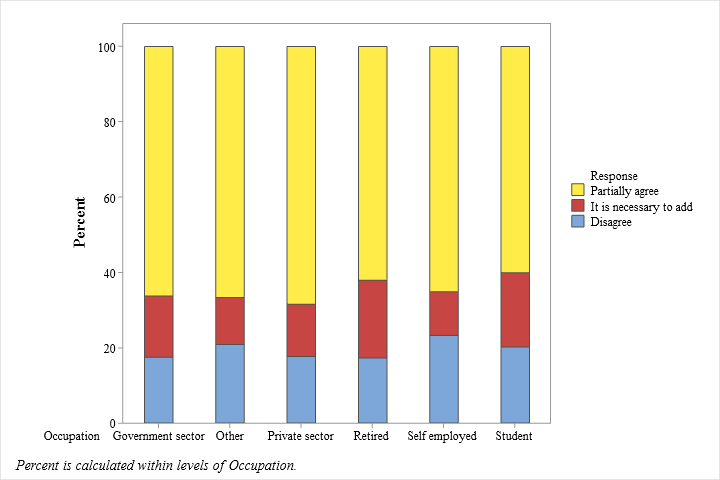 100
80
60
40
20
0
Percent
Response
Partially agree
It is necessary to add
Disagree
Occupation Government sector Other Private sector Retired Self employed Student
Percent is calculated within levels of Occupation.